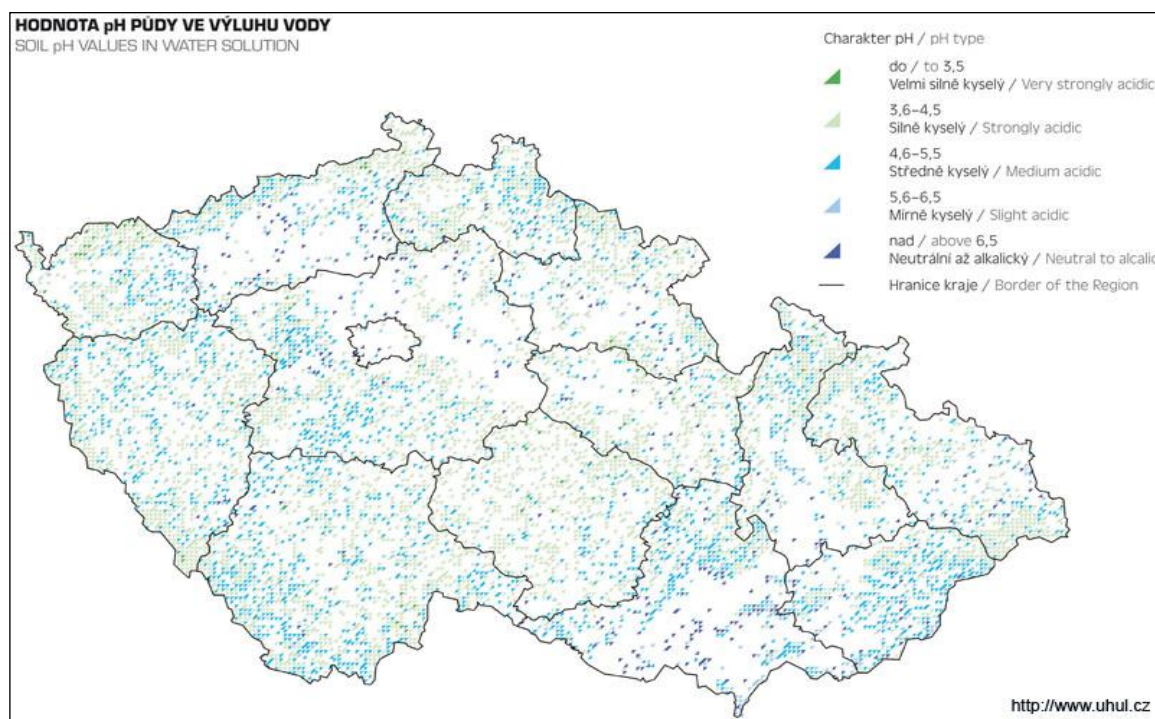 HODNOTA pH PŮDY VE VÝLUHU VODY
SOIL pH VALUES IN WATER SOLUTION
Charakter pH / pH type
do / to 3,5
Velmi silně kyselý / Very strongly acidic
3,6–4,5
Silně kyselý / Strongly acidic
4,6–5,5
Středně kyselý / Medium acidic
5,6–6,5
Mírně kyselý / Slight acidic
nad / above 6,5
Neutrální až alkalický / Neutral to alcalic
Hranice kraje / Border of the Region
http://www.uhul.cz